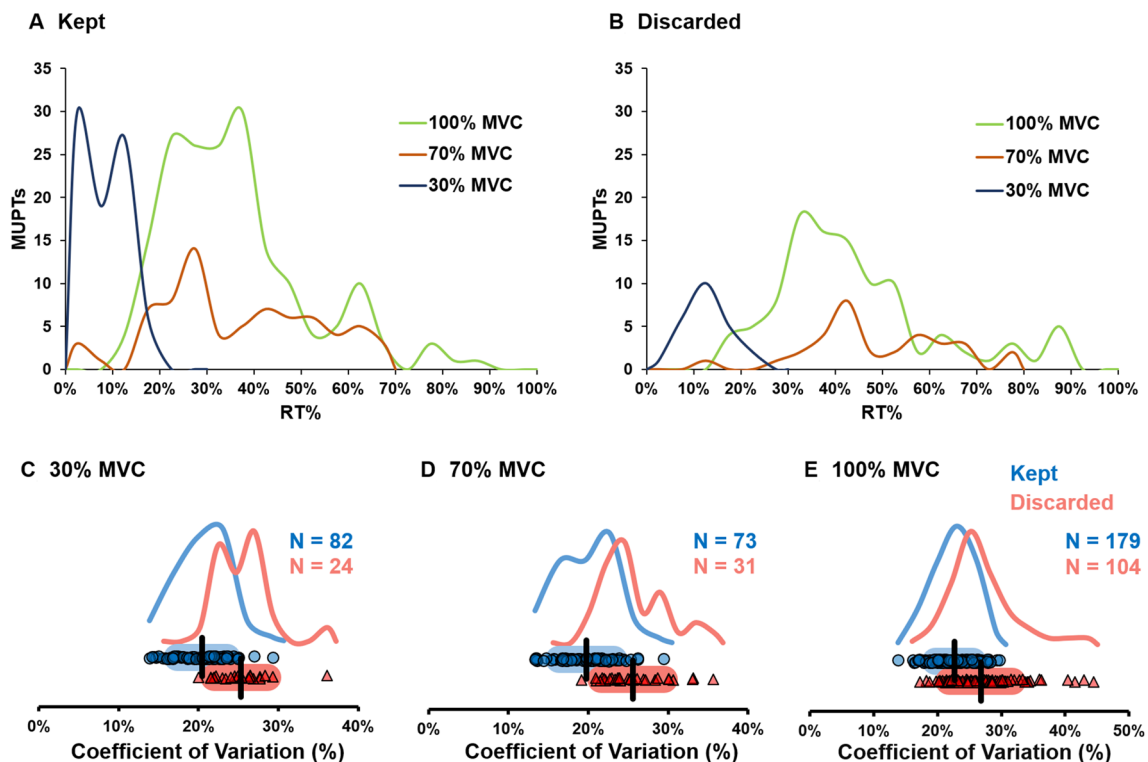 A Kept
35
30
25
20
15
10
5
0
MUPTs
100% MVC
70% MVC
30% MVC
0% 10% 20% 30% 40% 50% 60% 70% 80% 90% 100%
RT%
B Discarded
35
30
25
20
15
10
5
0
MUPTs
100% MVC
70% MVC
30% MVC
0% 10% 20% 30% 40% 50% 60% 70% 80% 90% 100%
RT%
C 30% MVC
N = 82
N = 24
0% 10% 20% 30% 40%
Coefficient of Variation (%)
D 70% MVC
N = 73
N = 31
0% 10% 20% 30% 40%
Coefficient of Variation (%)
E 100% MVC
Kept
Discarded
N = 179
N = 104
0% 10% 20% 30% 40% 50%
Coefficient of Variation (%)